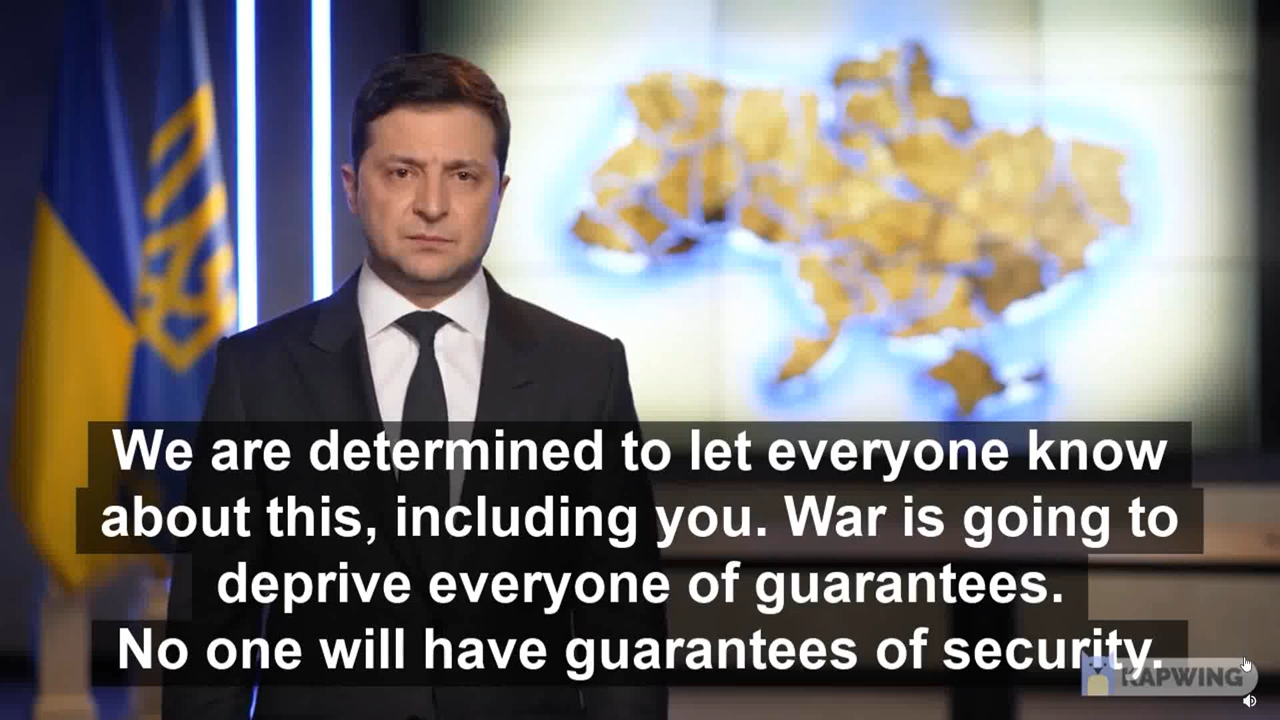 We are determined to let everyone know
about this, including you. War is going to
deprive everyone of guarantees.
No one will have guarantees of security.
KAPWING